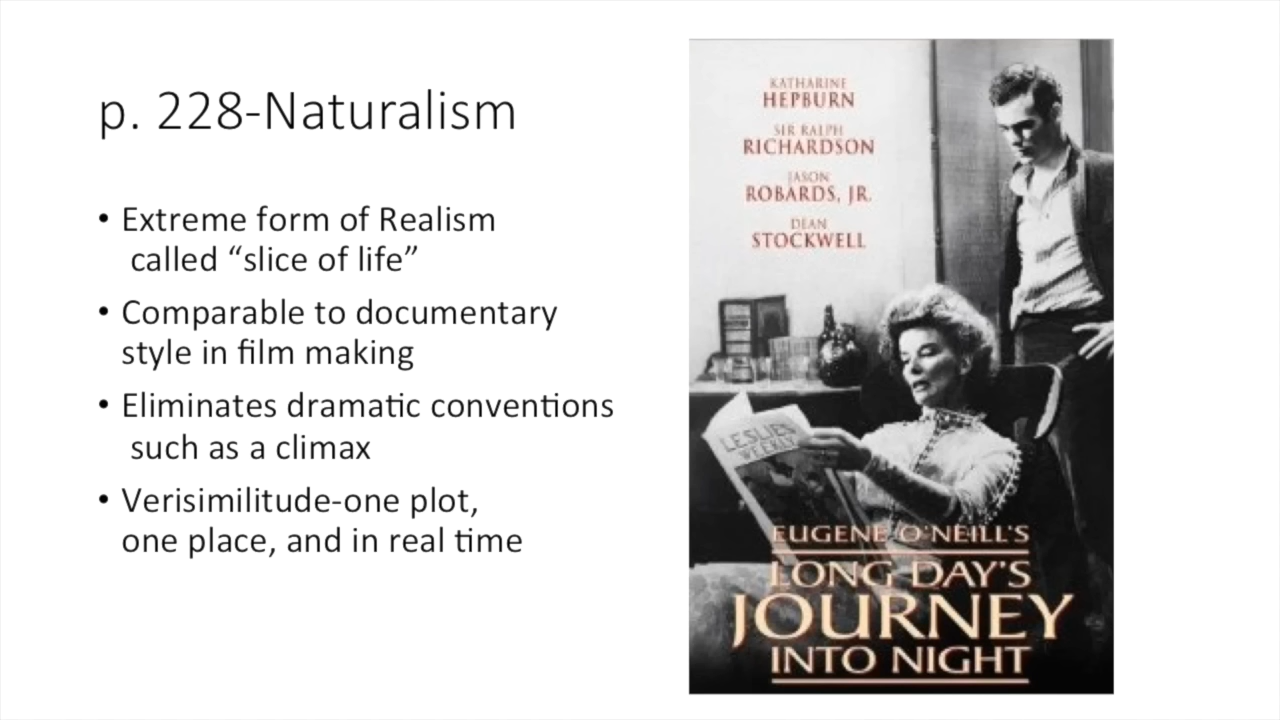 p. 228-Naturalism
• Extreme form of Realism
called “slice of life”
• Comparable to documentary
style in film making
• Eliminates dramatic conventions
such as a climax
• Verisimilitude-one plot,
one place, and in real time
KATHARINE
HEPBURN
SIR RALPH
RICHARDSON
JASON
ROBARDS, JR.
DEAN
STOCKWELL
LESLIE'S
WEEKLY
EUGENE O'NEILL'S
LONG DAY'S
JOURNEY
INTO NIGHT